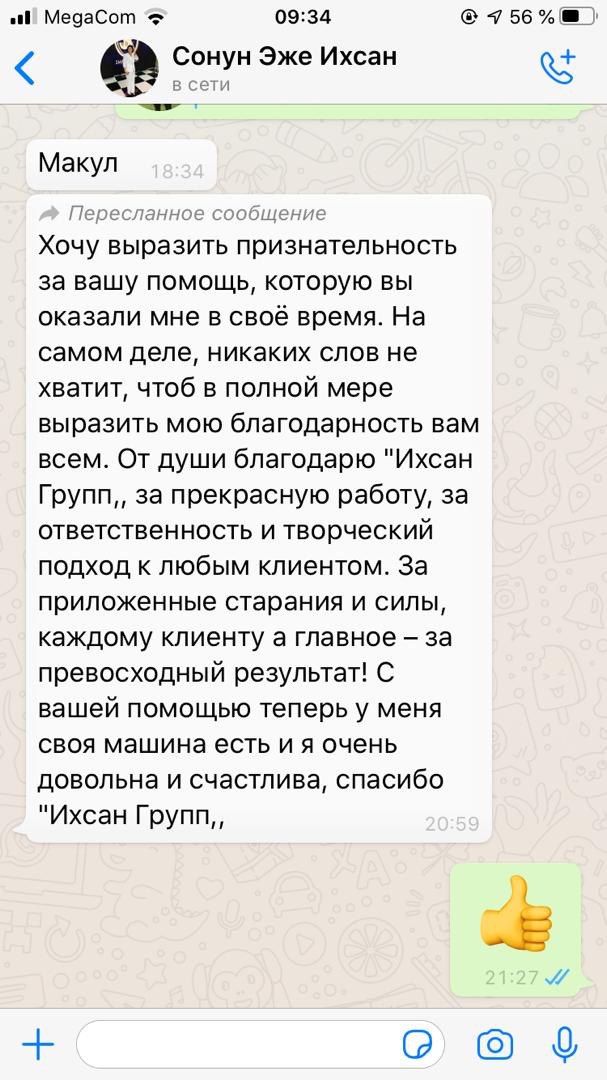 MegaCom 09:34 56 %
Сонун Эже Ихсан
в сети
Макул 18:34
Пересланное сообщение
Хочу выразить признательность
за вашу помощь, которую вы
оказали мне в своё время. На
самом деле, никаких слов не
хватит, чтоб в полной мере
выразить мою благодарность вам
всем. От души благодарю "Ихсан
Групп,, за прекрасную работу, за
ответственность и творческий
подход к любым клиентом. За
приложенные старания и силы,
каждому клиенту а главное – за
превосходный результат! С
вашей помощью теперь у меня
своя машина есть и я очень
довольна и счастлива, спасибо
"Ихсан Групп,, 20:59
21:27